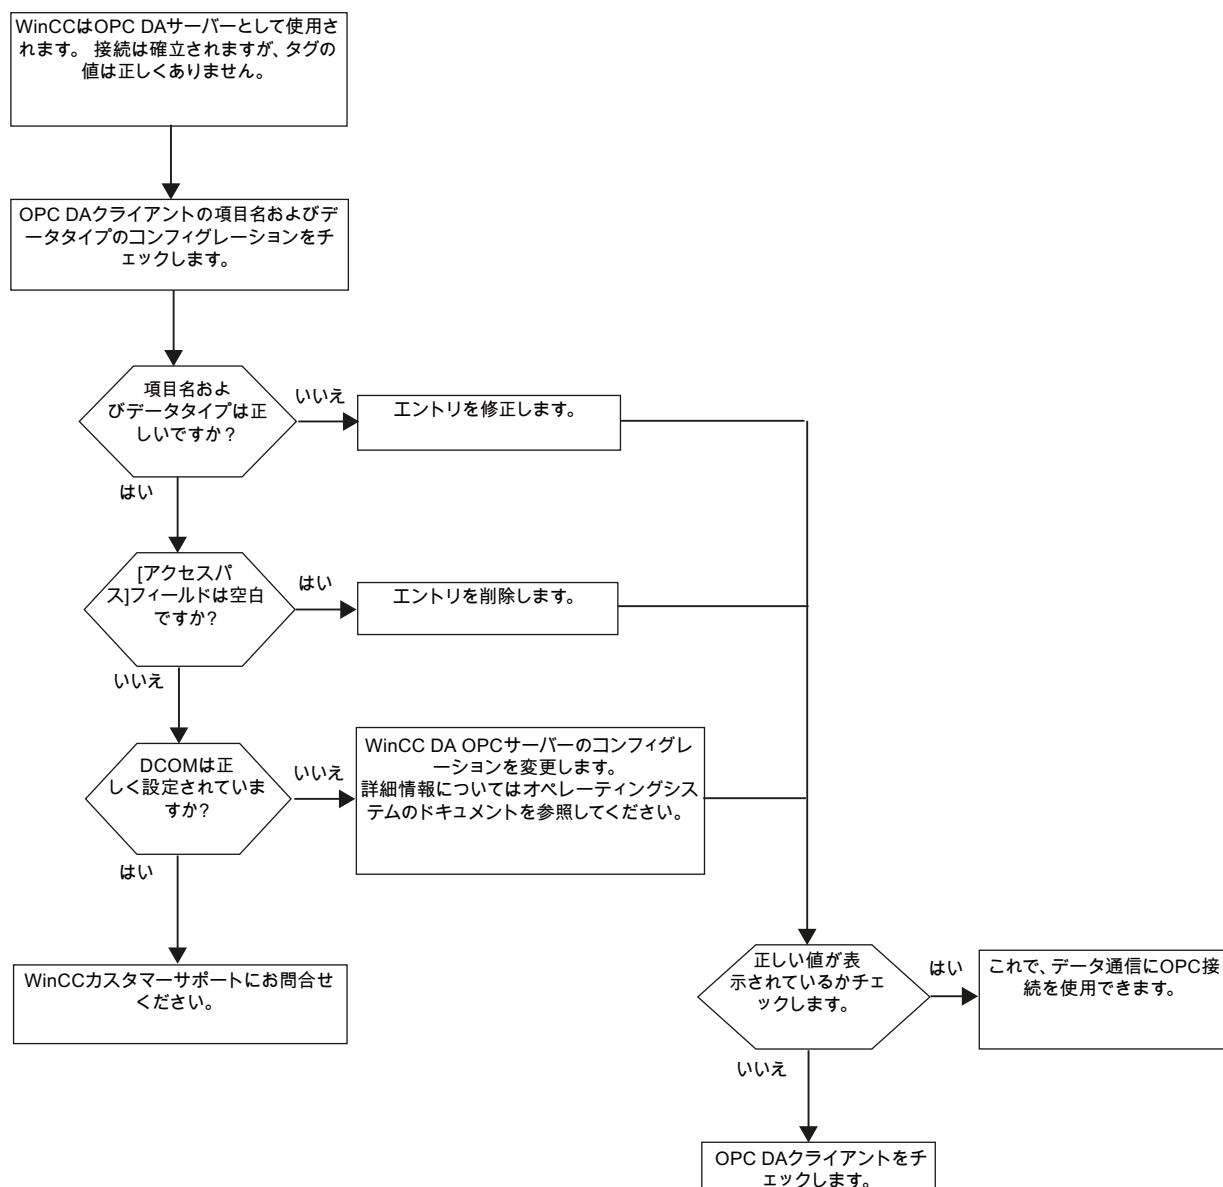 WinCCはOPC DAサーバーとして使用さ
れます。 接続は確立されますが、タグの
値は正しくありません。
OPC DAクライアントの項目名およびデ
ータタイプのコンフィグレーションをチ
ェックします。
項目名およ
びデータタイプは正
しいですか？
いいえ
エントリを修正します。
はい
[アクセスパ
ス]フィールドは空白
ですか?
はい
エントリを削除します。
いいえ
DCOMは正
しく設定されていま
すか?
いいえ
WinCC DA OPCサーバーのコンフィグレ
ーションを変更します。
詳細情報についてはオペレーティングシス
テムのドキュメントを参照してください。
はい
WinCCカスタマーサポートにお問合せ
ください。
正しい値が表
示されているかチェ
ックします。
はい
これで、データ通信にOPC接
続を使用できます。
いいえ
OPC DAクライアントをチ
ェックします。